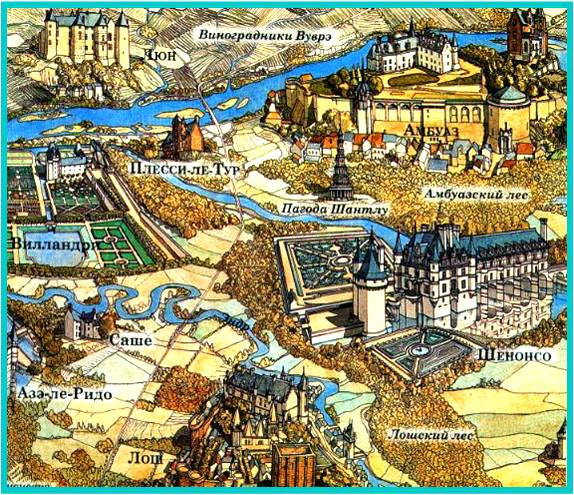 Виноградники Вуврэ
Люн
Амбуаз
Плесси-ле-Тур
Амбуазский лес
Пагода Шантлу
Вилландри
Эндр
Саше
Шенонсо
Азэ-ле-Ридо
Лошский лес
Лош